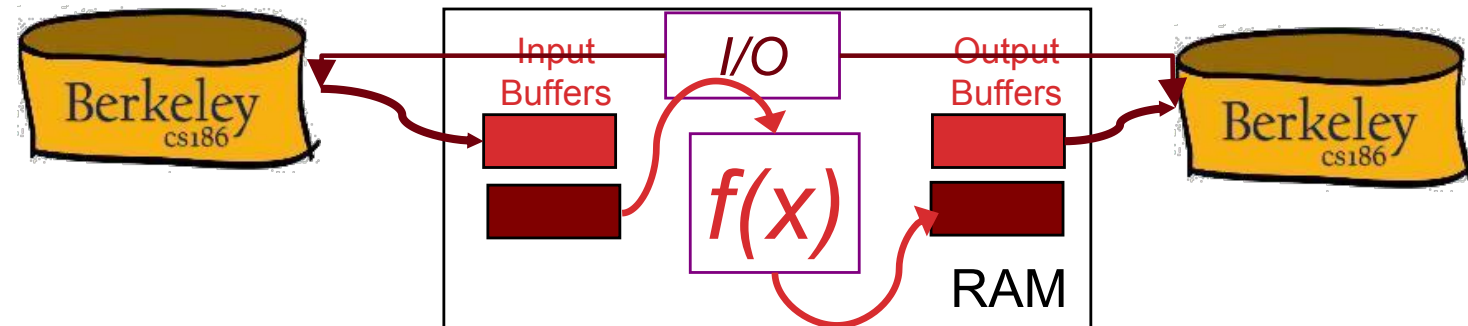 Berkeley
cs186
Input
Buffers
I/O
Output
Buffers
f(x)
RAM
Berkeley
cs186